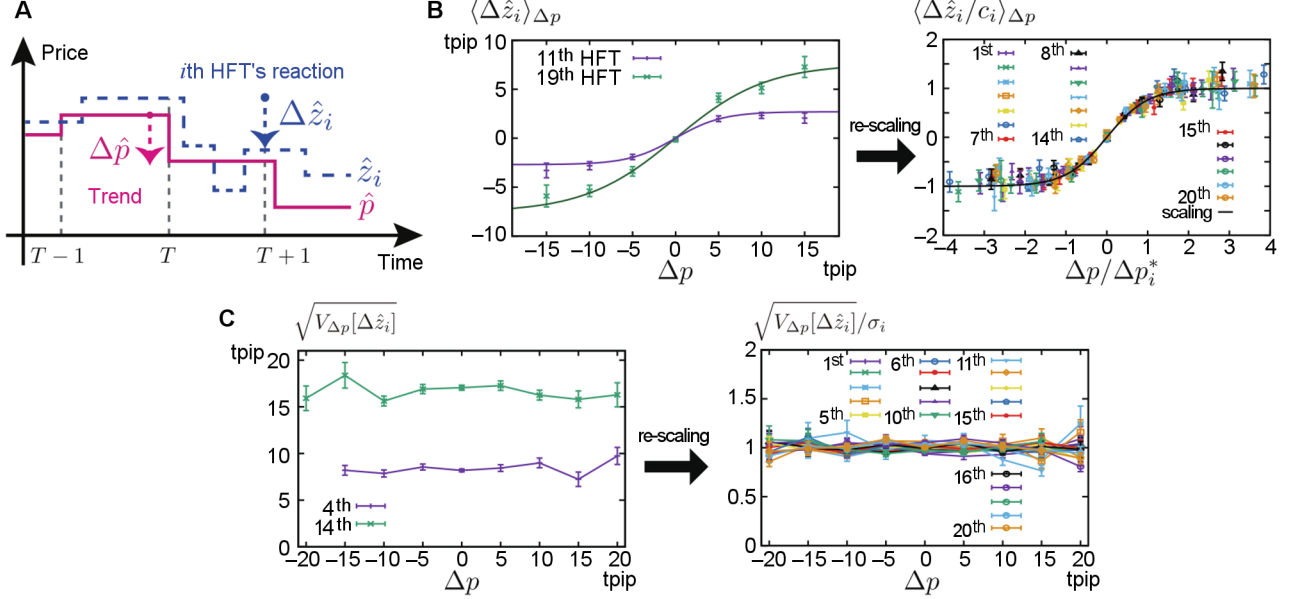 A
Price
ith HFT's reaction
Δẑᵢ
Δp̂
Trend
ẑᵢ
p̂
T − 1
T
T + 1
Time
B
⟨Δẑᵢ⟩Δp
tpip
10
5
0
−5
−10
11th HFT
19th HFT
−15 −10 −5 0 5 10 15
Δp
tpip
re-scaling
⟨Δẑᵢ/cᵢ⟩Δp
2
1
0
−1
−2
1st
7th
8th
14th
15th
20th
scaling
−4 −3 −2 −1 0 1 2 3 4
Δp/Δpᵢ*
C
√V_Δp[Δẑᵢ]
tpip
20
15
10
5
0
4th
14th
−20 −15 −10 −5 0 5 10 15 20
Δp
tpip
re-scaling
√V_Δp[Δẑᵢ]/σᵢ
2
1.5
1
0.5
0
1st
5th
6th
10th
11th
15th
16th
20th
−20 −15 −10 −5 0 5 10 15 20
Δp
tpip